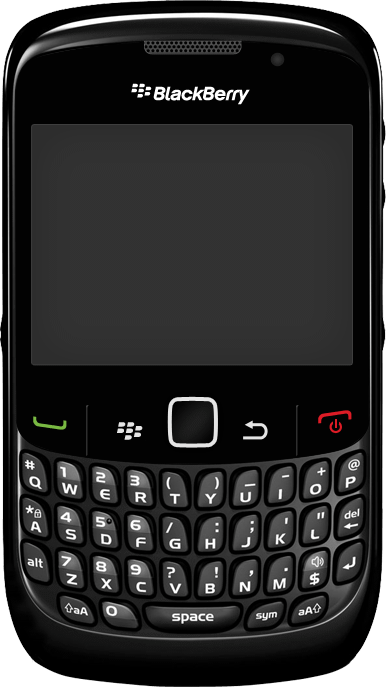 BlackBerry
# 1 2 3 ( ) _ - + @
Q W E R T Y U I O P
* 4 5 6 / : ; ' " del
A S D F G H J K L
alt 7 8 9 ? ! , .
Z X C V B N M $
aA 0 space sym aA